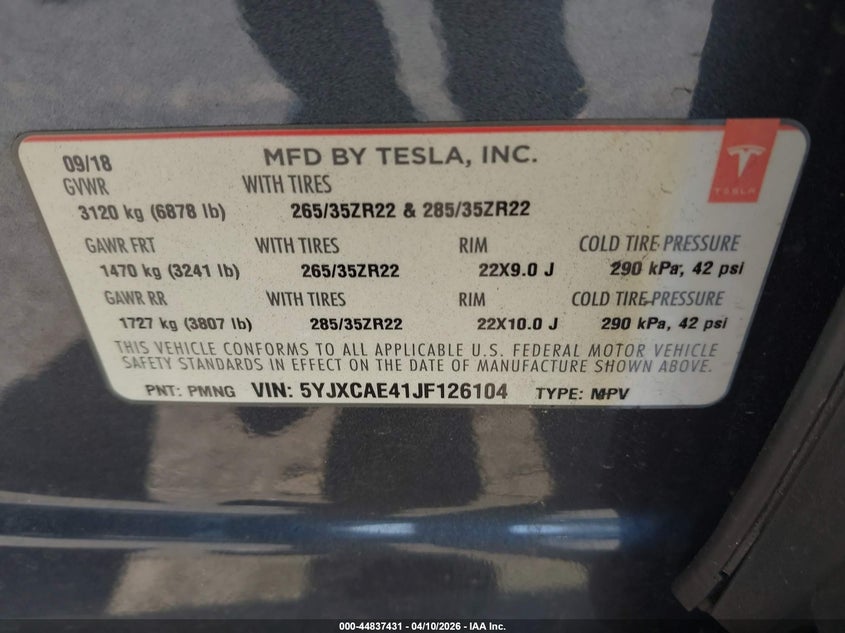 09/18 MFD BY TESLA, INC.
TESLA
GVWR WITH TIRES
3120 kg (6878 lb) 265/35ZR22 & 285/35ZR22
GAWR FRT WITH TIRES RIM COLD TIRE PRESSURE
1470 kg (3241 lb) 265/35ZR22 22X9.0 J 290 kPa, 42 psi
GAWR RR WITH TIRES RIM COLD TIRE PRESSURE
1727 kg (3807 lb) 285/35ZR22 22X10.0 J 290 kPa, 42 psi
THIS VEHICLE CONFORMS TO ALL APPLICABLE U.S. FEDERAL MOTOR VEHICLE
SAFETY STANDARDS IN EFFECT ON THE DATE OF MANUFACTURE SHOWN ABOVE.
PNT: PMNG VIN: 5YJXCAE41JF126104 TYPE: MPV
000-44837431 - 04/10/2026 - IAA Inc.